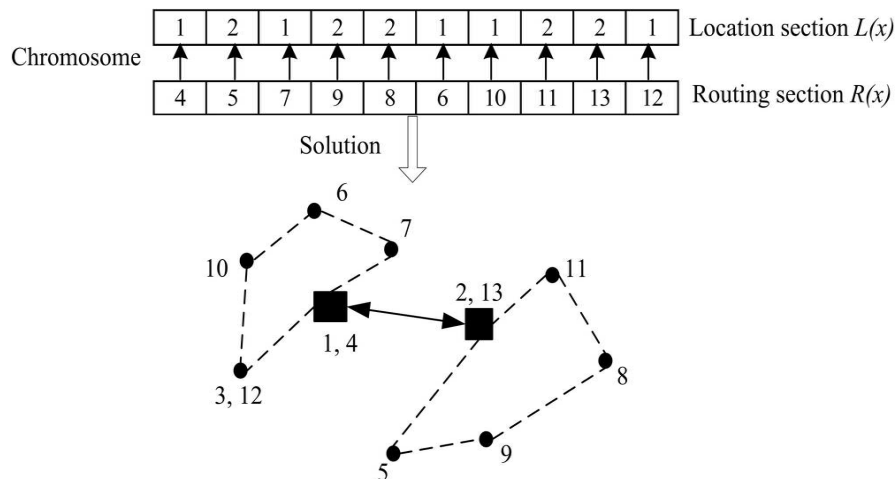 1 2 1 2 2 1 1 2 2 1 Location section L(x)
Chromosome
4 5 7 9 8 6 10 11 13 12 Routing section R(x)
Solution
6
7
10
11
2, 13
1, 4
8
3, 12
9
5